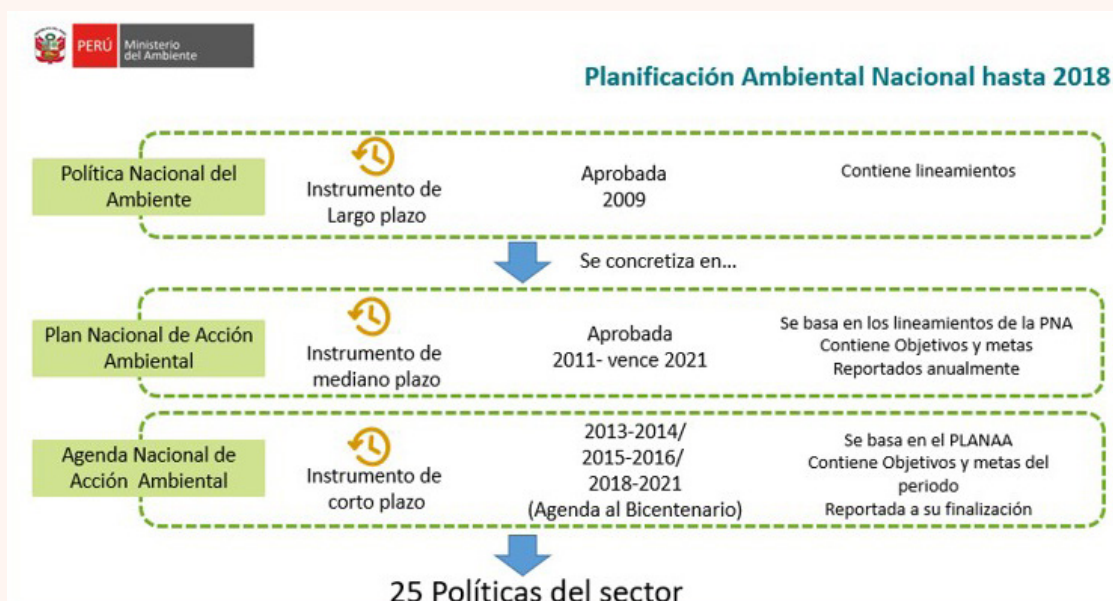 PERÚ
Ministerio
del Ambiente
Planificación Ambiental Nacional hasta 2018
Política Nacional del
Ambiente
Instrumento de
Largo plazo
Aprobada
2009
Contiene lineamientos
Se concretiza en...
Plan Nacional de Acción
Ambiental
Instrumento de
mediano plazo
Aprobada
2011- vence 2021
Se basa en los lineamientos de la PNA
Contiene Objetivos y metas
Reportados anualmente
Agenda Nacional de
Acción Ambiental
Instrumento de
corto plazo
2013-2014/
2015-2016/
2018-2021
(Agenda al Bicentenario)
Se basa en el PLANAA
Contiene Objetivos y metas del
periodo
Reportada a su finalización
25 Políticas del sector